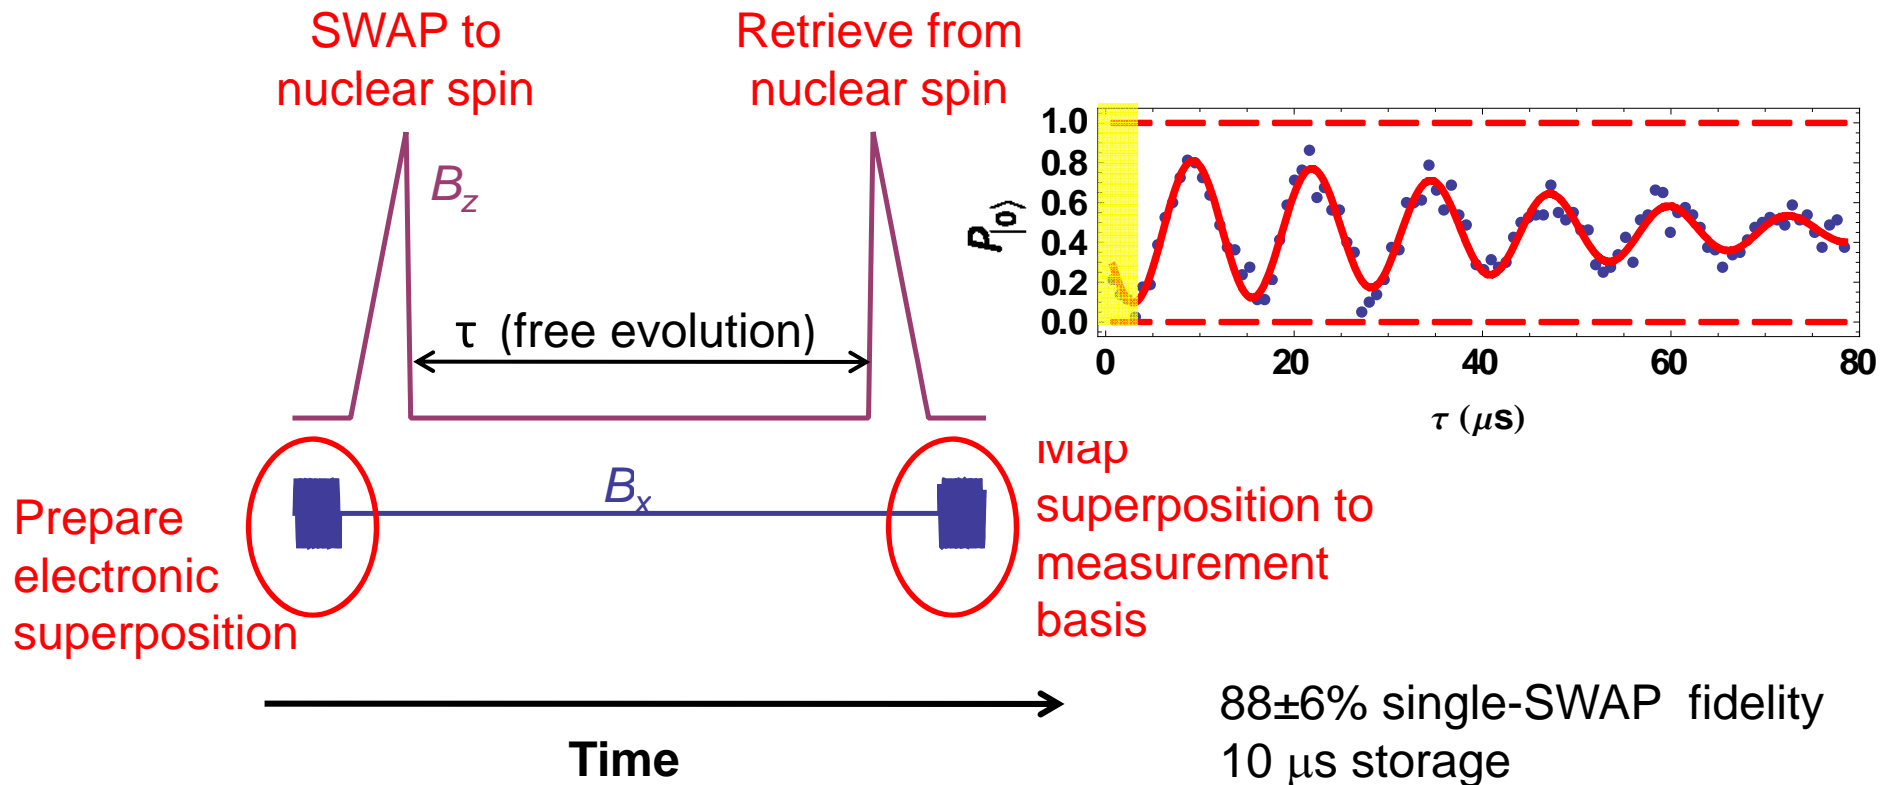 SWAP to
nuclear spin
Retrieve from
nuclear spin
B_z
τ (free evolution)
B_x
Prepare
electronic
superposition
Map
superposition to
measurement
basis
Time
1.0
0.8
0.6
0.4
0.2
0.0
P|0⟩
0 20 40 60 80
τ (μs)
88±6% single-SWAP fidelity
10 μs storage